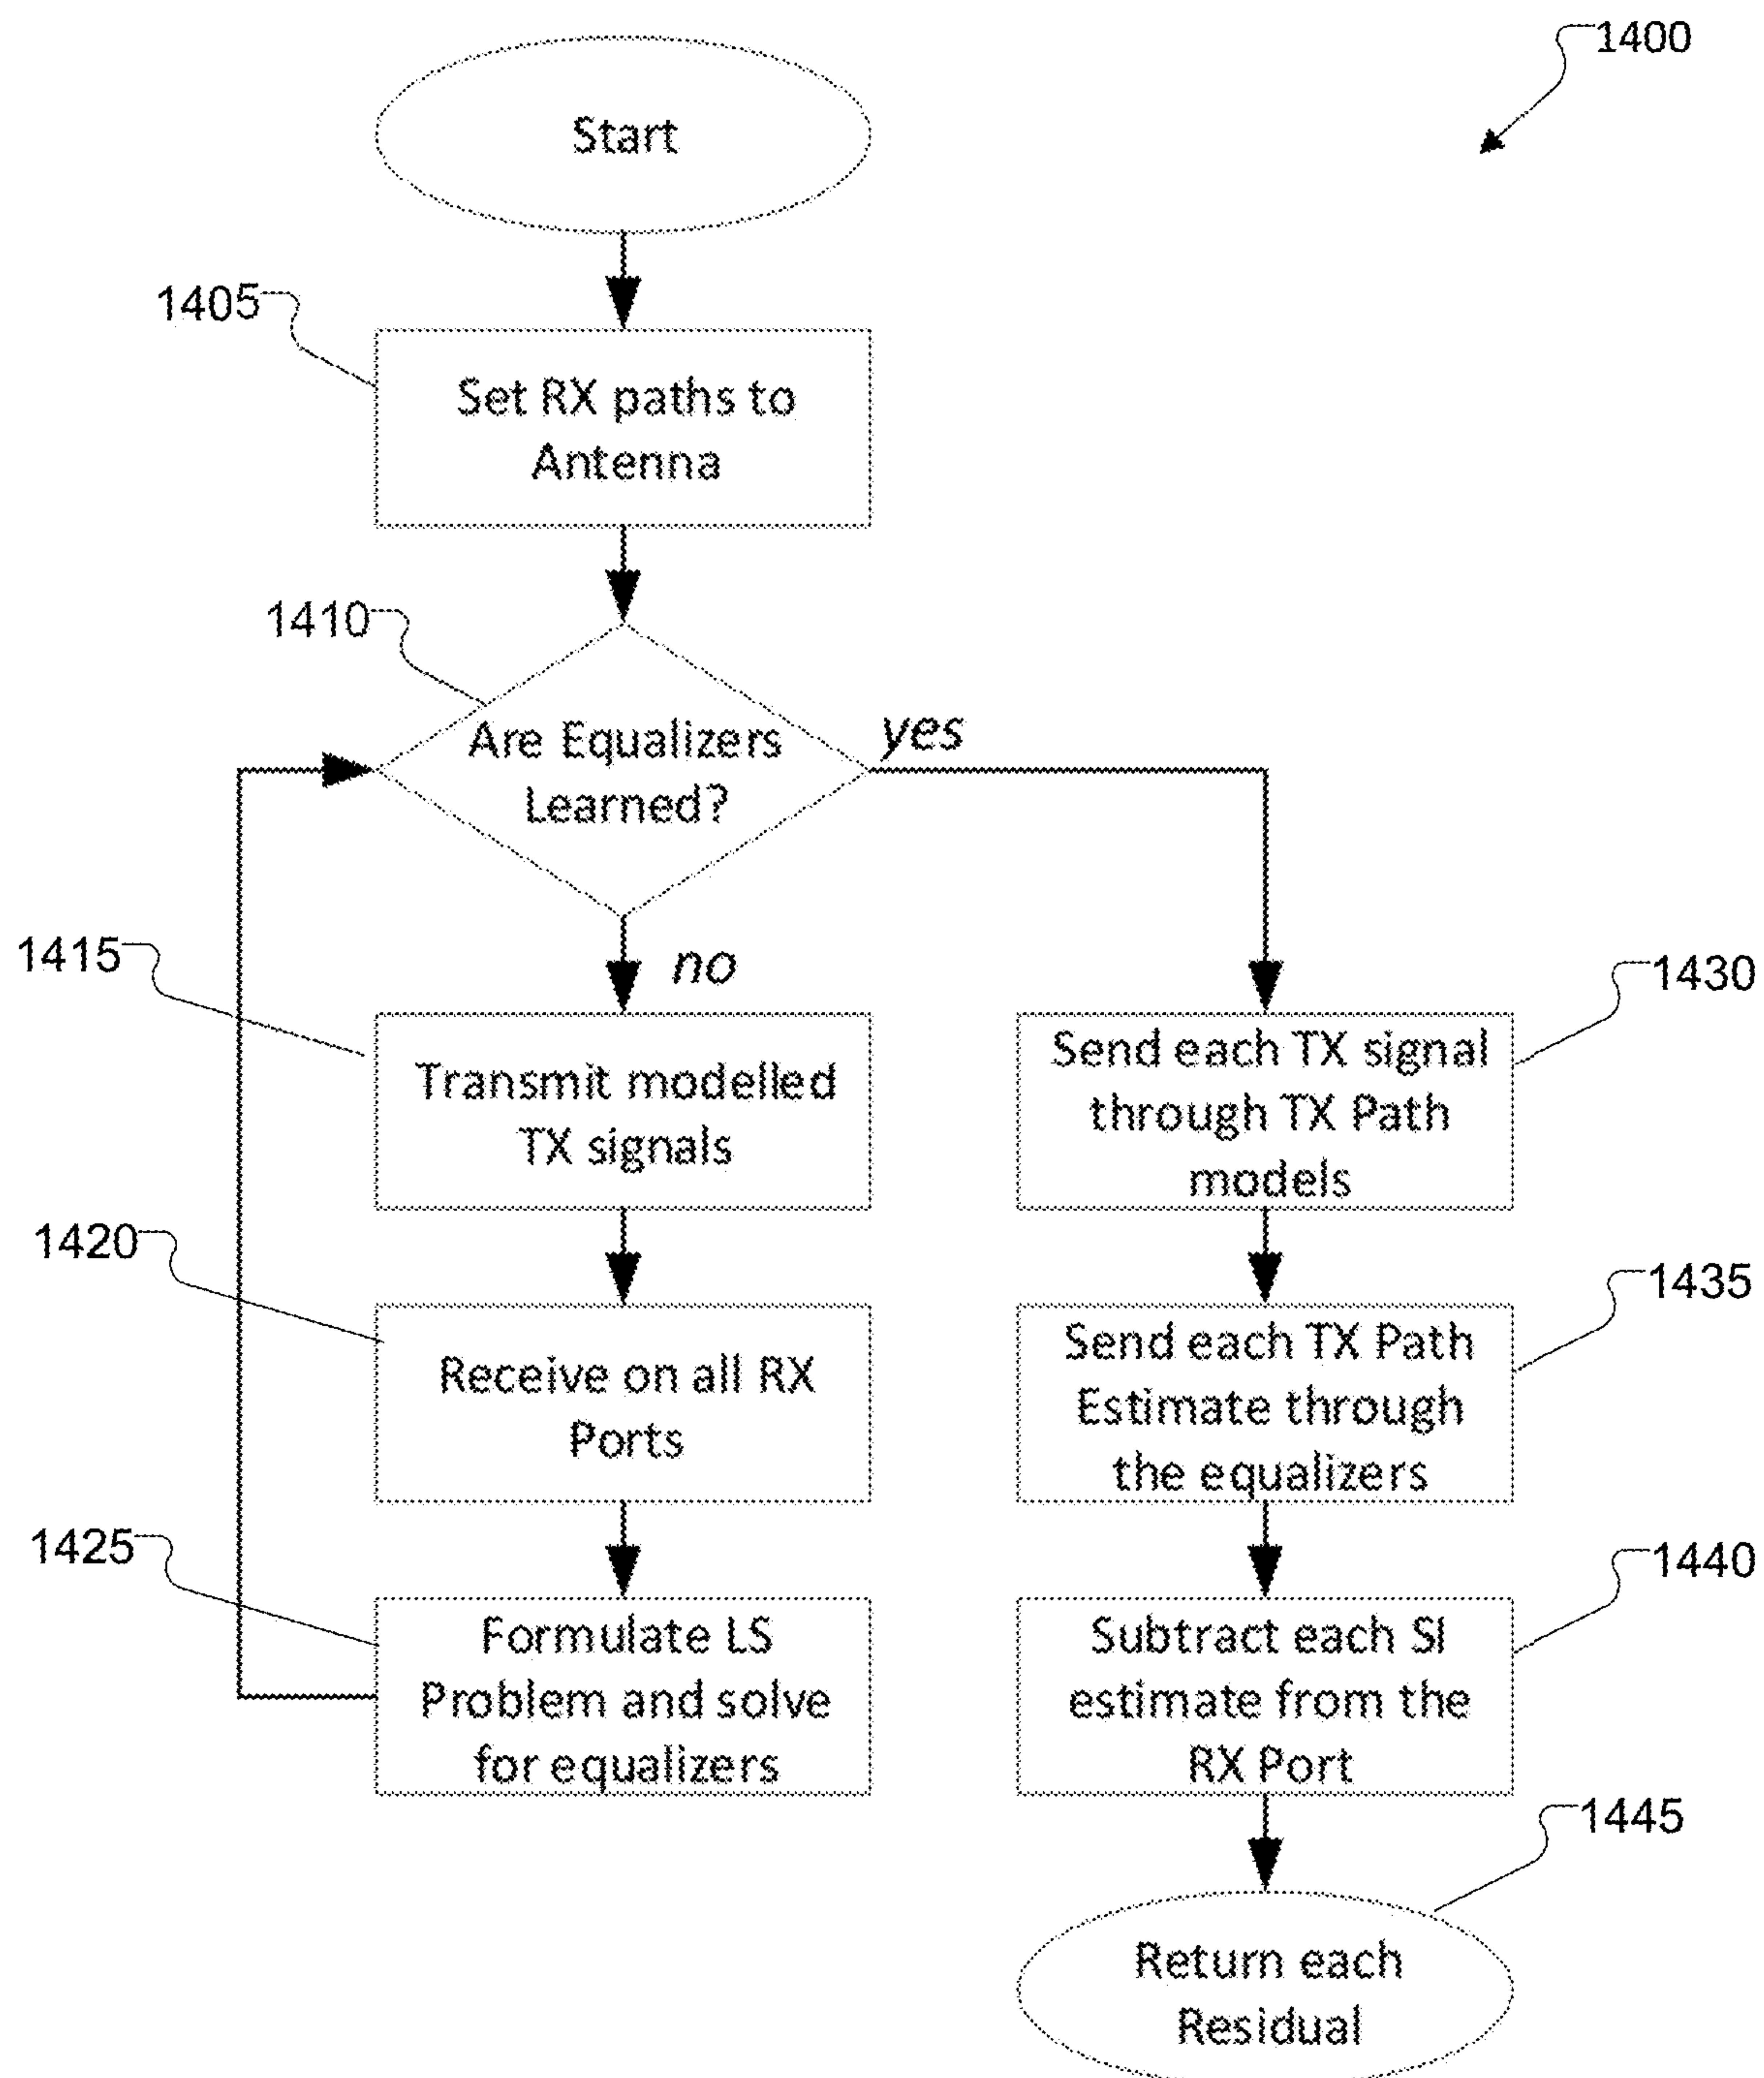 1400
Start
1405
Set RX paths to
Antenna
1410
Are Equalizers
Learned?
yes
no
1415
Transmit modelled
TX signals
1420
Receive on all RX
Ports
1425
Formulate LS
Problem and solve
for equalizers
1430
Send each TX signal
through TX Path
models
1435
Send each TX Path
Estimate through
the equalizers
1440
Subtract each SI
estimate from the
RX Port
1445
Return each
Residual